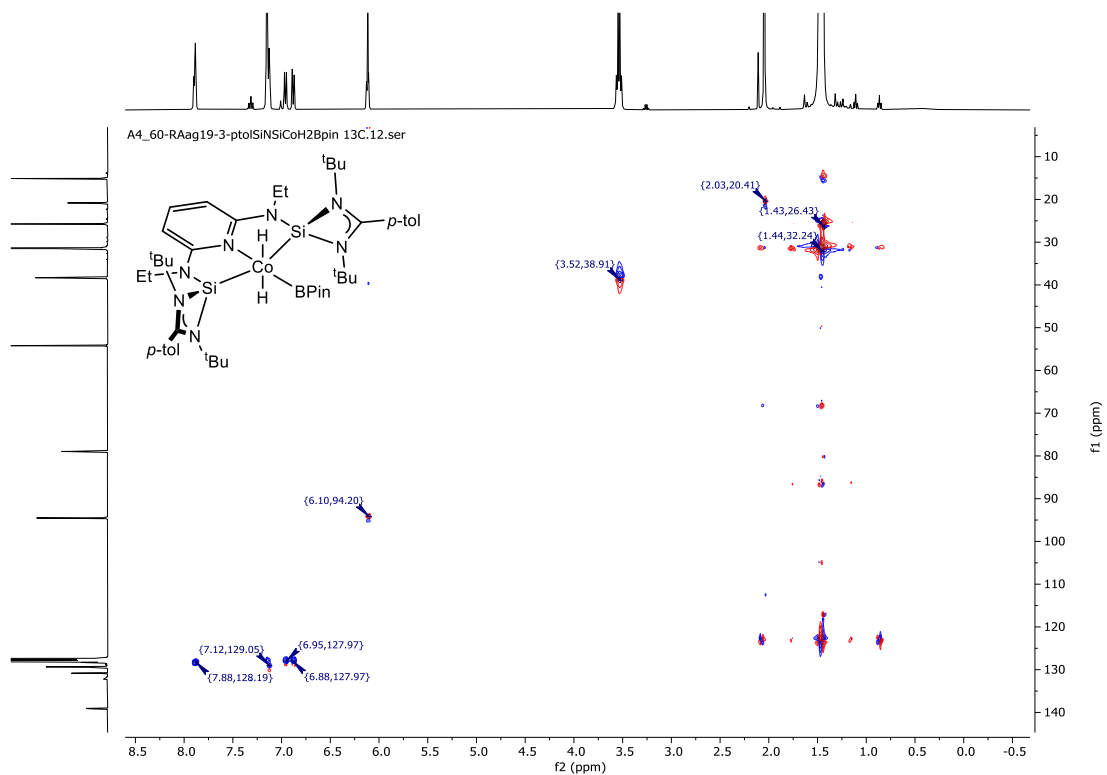 A4_60-RAag19-3-ptolSiNSiCoH2Bpin 13C.12.ser
tBu
Et
N
N
Si
p-tol
N
H
N
tBu
tBu
Co
Et
N
H
BPin
Si
N
N
p-tol
tBu
{2.03,20.41}
{1.43,26.43}
{1.44,32.24}
{3.52,38.91}
{6.10,94.20}
{7.12,129.05}
{6.95,127.97}
{7.88,128.19}
{6.88,127.97}
10
20
30
40
50
60
70
80
90
100
110
120
130
140
f1 (ppm)
8.5 8.0 7.5 7.0 6.5 6.0 5.5 5.0 4.5 4.0 3.5 3.0 2.5 2.0 1.5 1.0 0.5 0.0 -0.5
f2 (ppm)